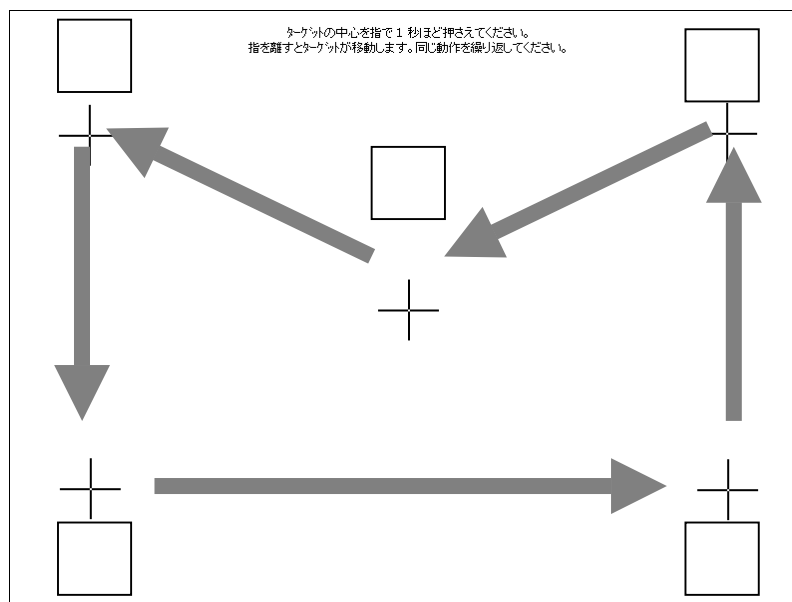 ﾀｰｹﾞｯﾄの中心を指で 1 秒ほど押さえてください。
指を離すとﾀｰｹﾞｯﾄが移動します。同じ動作を繰り返してください。